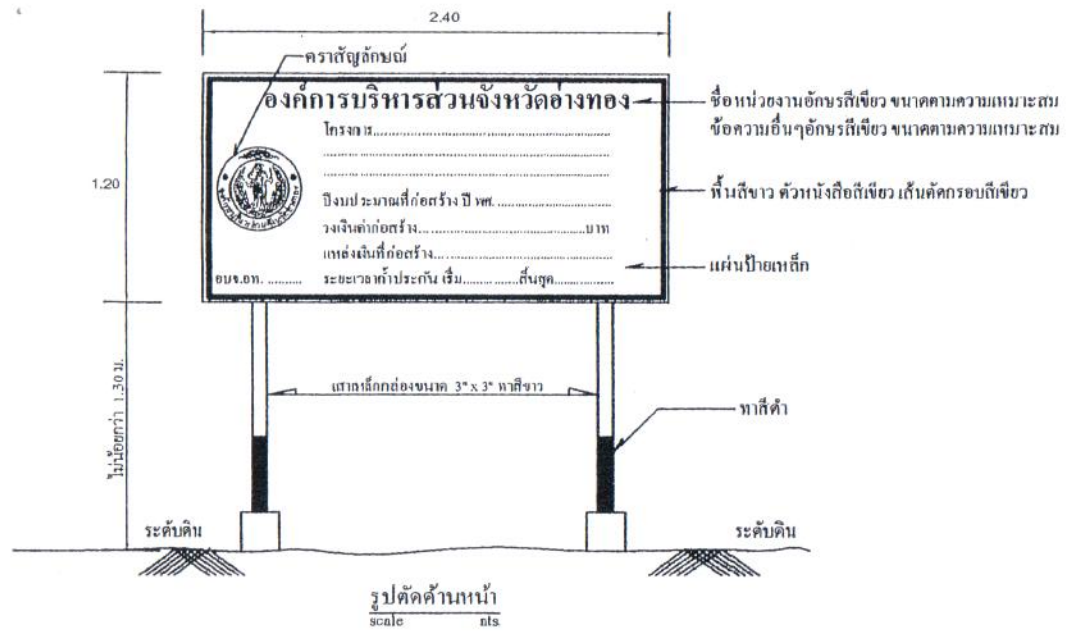 2.40
ตราสัญลักษณ์
องค์การบริหารส่วนจังหวัดอ่างทอง
ชื่อหน่วยงานอักษรสีเขียว ขนาดตามความเหมาะสม
ข้อความอื่นๆอักษรสีเขียว ขนาดตามความเหมาะสม
โครงการ............................................................
............................................................
............................................................
1.20
ปีงบประมาณที่ก่อสร้าง ปี พศ.............................
พื้นสีขาว ตัวหนังสือสีเขียว เส้นตัดกรอบสีเขียว
วงเงินค่าก่อสร้าง..........................................บาท
แหล่งเงินที่ก่อสร้าง.............................................
แผ่นป้ายเหล็ก
อบจ.อท. .........
ระยะเวลาค้ำประกัน เริ่ม..............สิ้นสุด...............
ไม่น้อยกว่า 1.30 ม.
เสาเหล็กกล่องขนาด 3" x 3" ทาสีขาว
ทาสีดำ
ระดับดิน
ระดับดิน
รูปตัดด้านหน้า
scale nts.